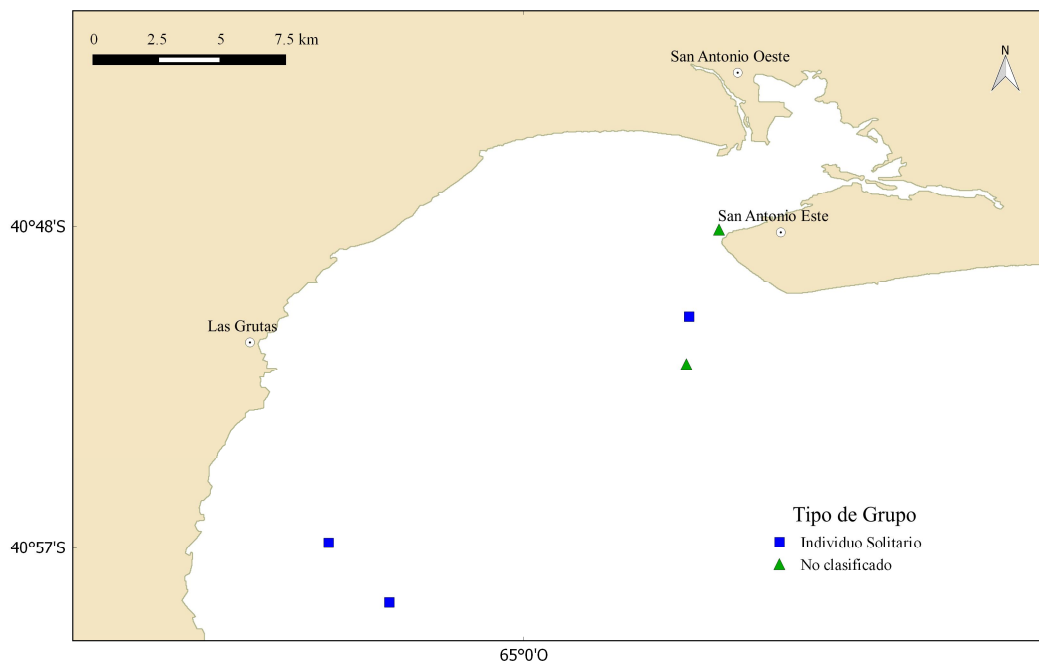 0 2.5 5 7.5 km
San Antonio Oeste
N
San Antonio Este
40°48'S
Las Grutas
Tipo de Grupo
Individuo Solitario
No clasificado
40°57'S
65°0'O